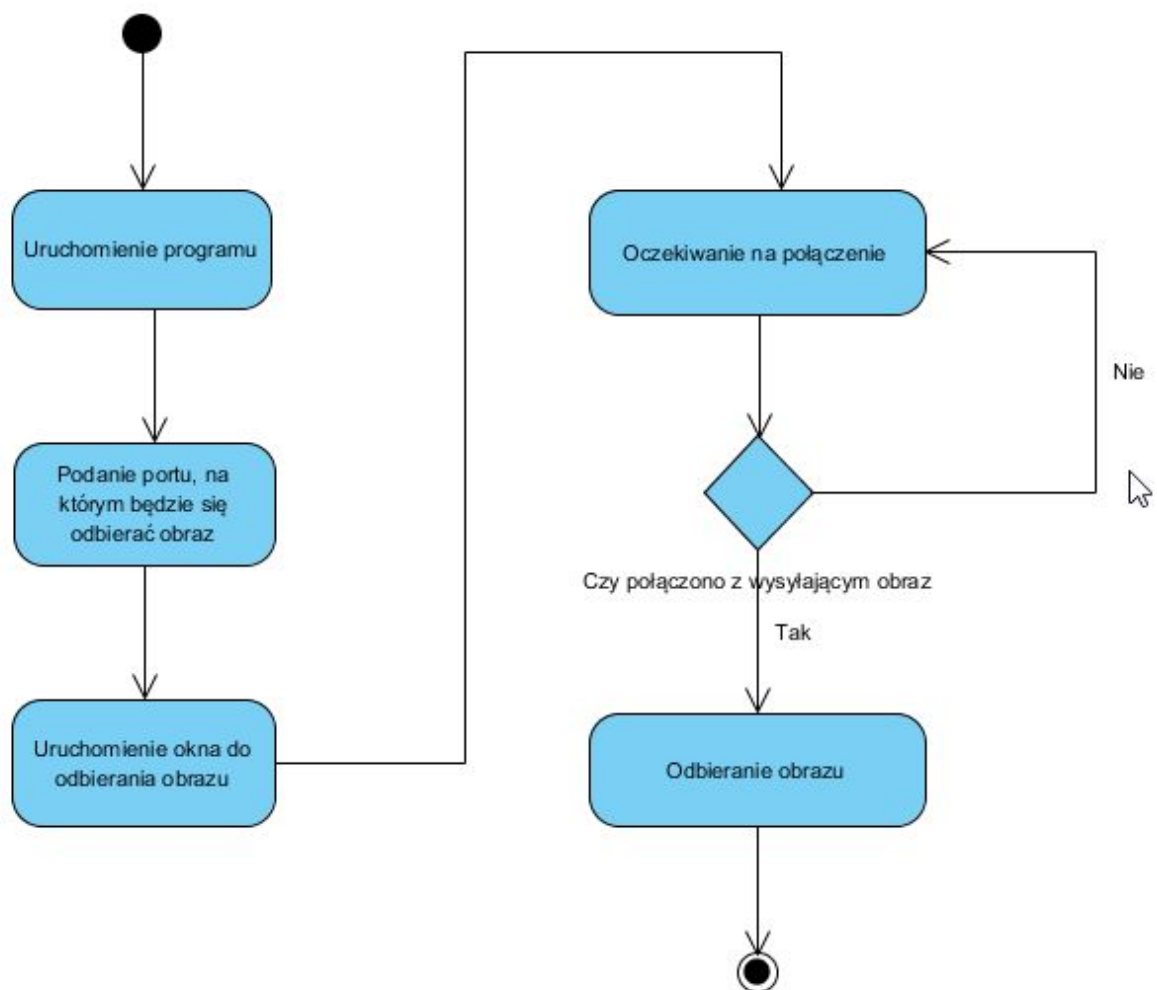 Uruchomienie programu
Podanie portu, na
którym będzie się
odbierać obraz
Uruchomienie okna do
odbierania obrazu
Oczekiwanie na połączenie
Nie
Czy połączono z wysyłającym obraz
Tak
Odbieranie obrazu